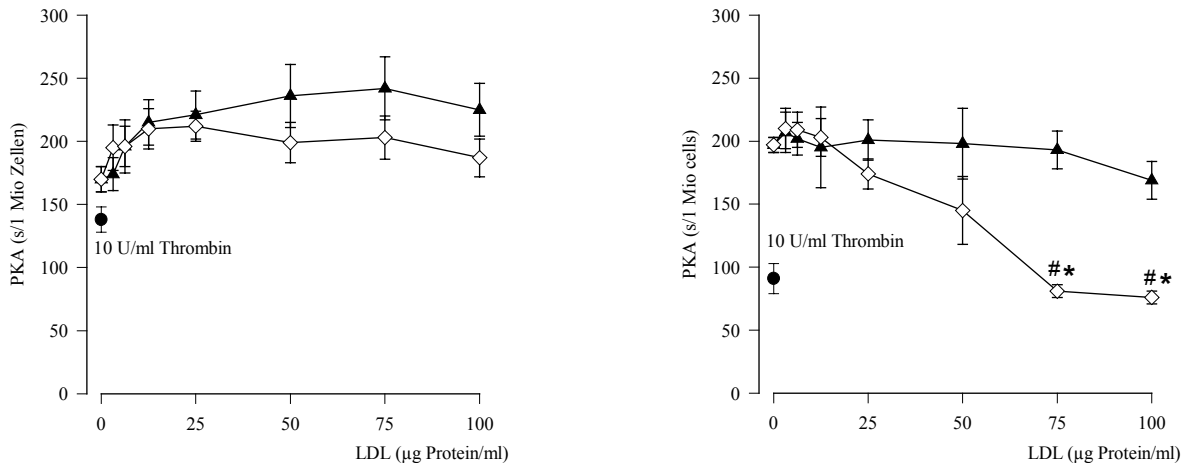 300
250
200
150
100
50
0
PKA (s/1 Mio Zellen)
10 U/ml Thrombin
0 25 50 75 100
LDL (µg Protein/ml)
300
250
200
150
100
50
0
PKA (s/1 Mio cells)
10 U/ml Thrombin
#*
#*
0 25 50 75 100
LDL (µg Protein/ml)